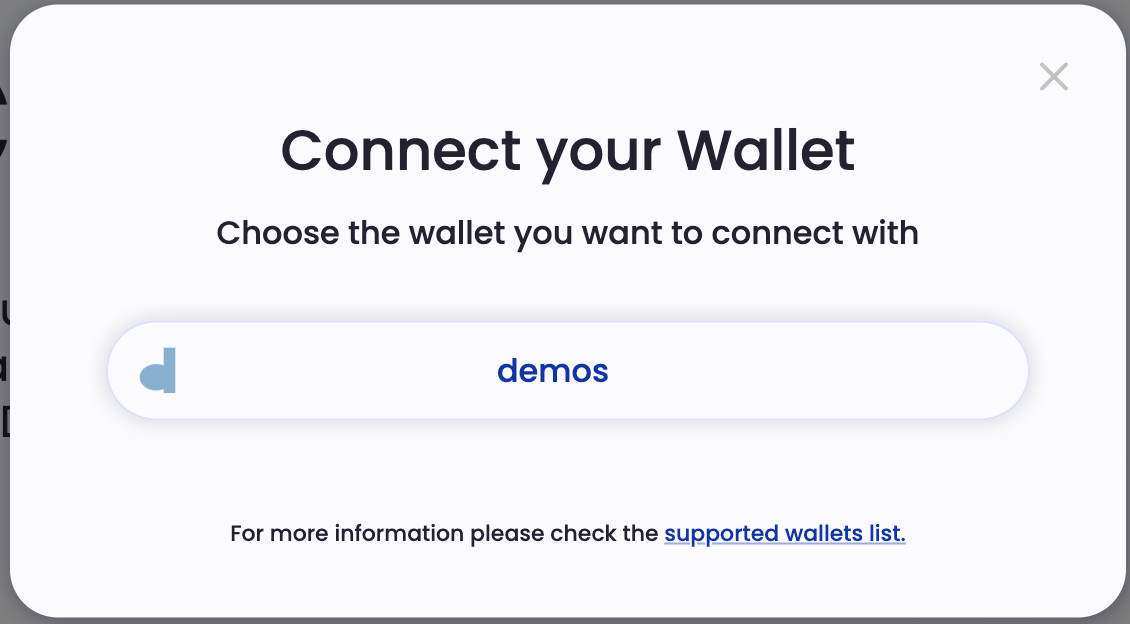 Connect your Wallet
Choose the wallet you want to connect with
demos
For more information please check the supported wallets list.